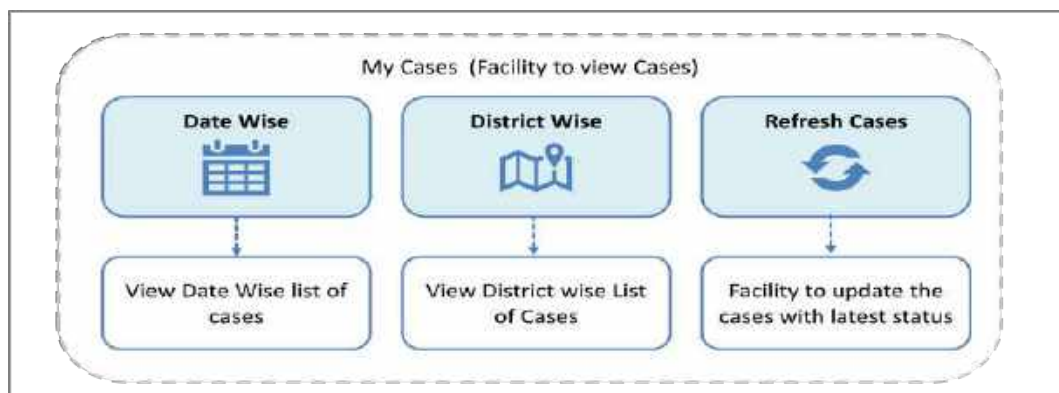 My Cases (Facility to view Cases)
Date Wise
District Wise
Refresh Cases
View Date Wise list of
cases
View District wise List
of Cases
Facility to update the
cases with latest status